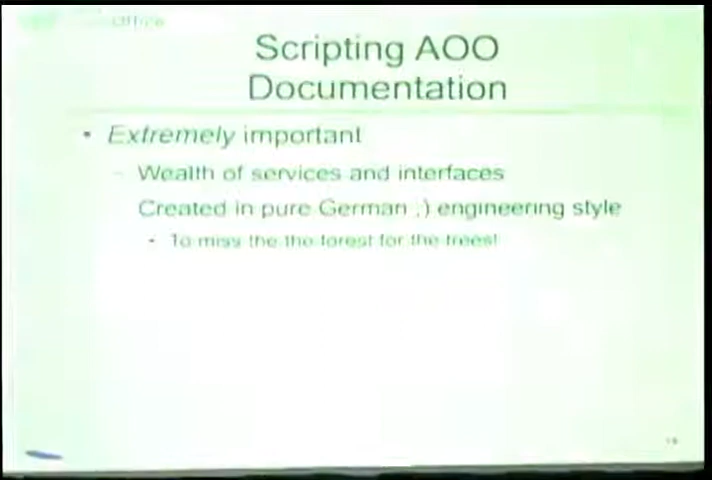 Office
Scripting AOO
Documentation
• Extremely important
– Wealth of services and interfaces
Created in pure German ;) engineering style
• To miss the the forest for the trees!